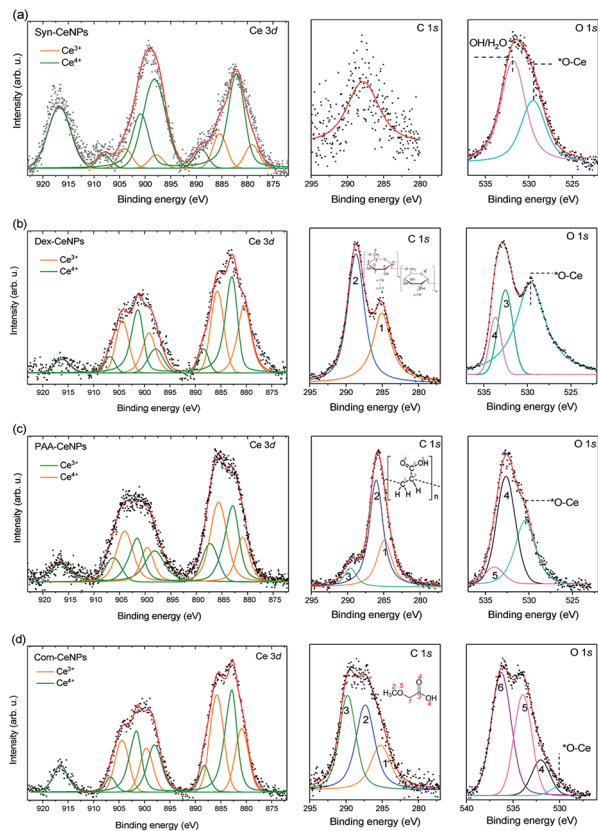 (a)
Syn-CeNPs
Ce 3d
Ce3+
Ce4+
Intensity (arb. u.)
920 915 910 905 900 895 890 885 880 875
Binding energy (eV)
C 1s
295 290 285 280
Binding energy (eV)
O 1s
OH/H2O
*O-Ce
535 530 525
Binding energy (eV)
(b)
Dex-CeNPs
Ce 3d
Ce3+
Ce4+
Intensity (arb. u.)
920 915 910 905 900 895 890 885 880 875
Binding energy (eV)
C 1s
2
1
295 290 285 280
Binding energy (eV)
O 1s
*O-Ce
3
4
535 530 525
Binding energy (eV)
(c)
PAA-CeNPs
Ce 3d
Ce3+
Ce4+
Intensity (arb. u.)
920 915 910 905 900 895 890 885 880 875
Binding energy (eV)
C 1s
O OH
H H H
n
2
1
3
295 290 285 280
Binding energy (eV)
O 1s
*O-Ce
4
5
535 530 525
Binding energy (eV)
(d)
Com-CeNPs
Ce 3d
Ce3+
Ce4+
Intensity (arb. u.)
920 915 910 905 900 895 890 885 880 875
Binding energy (eV)
C 1s
O
H3C O OH
3
2
1
295 290 285 280
Binding energy (eV)
O 1s
6
5
*O-Ce
4
540 535 530 525
Binding energy (eV)